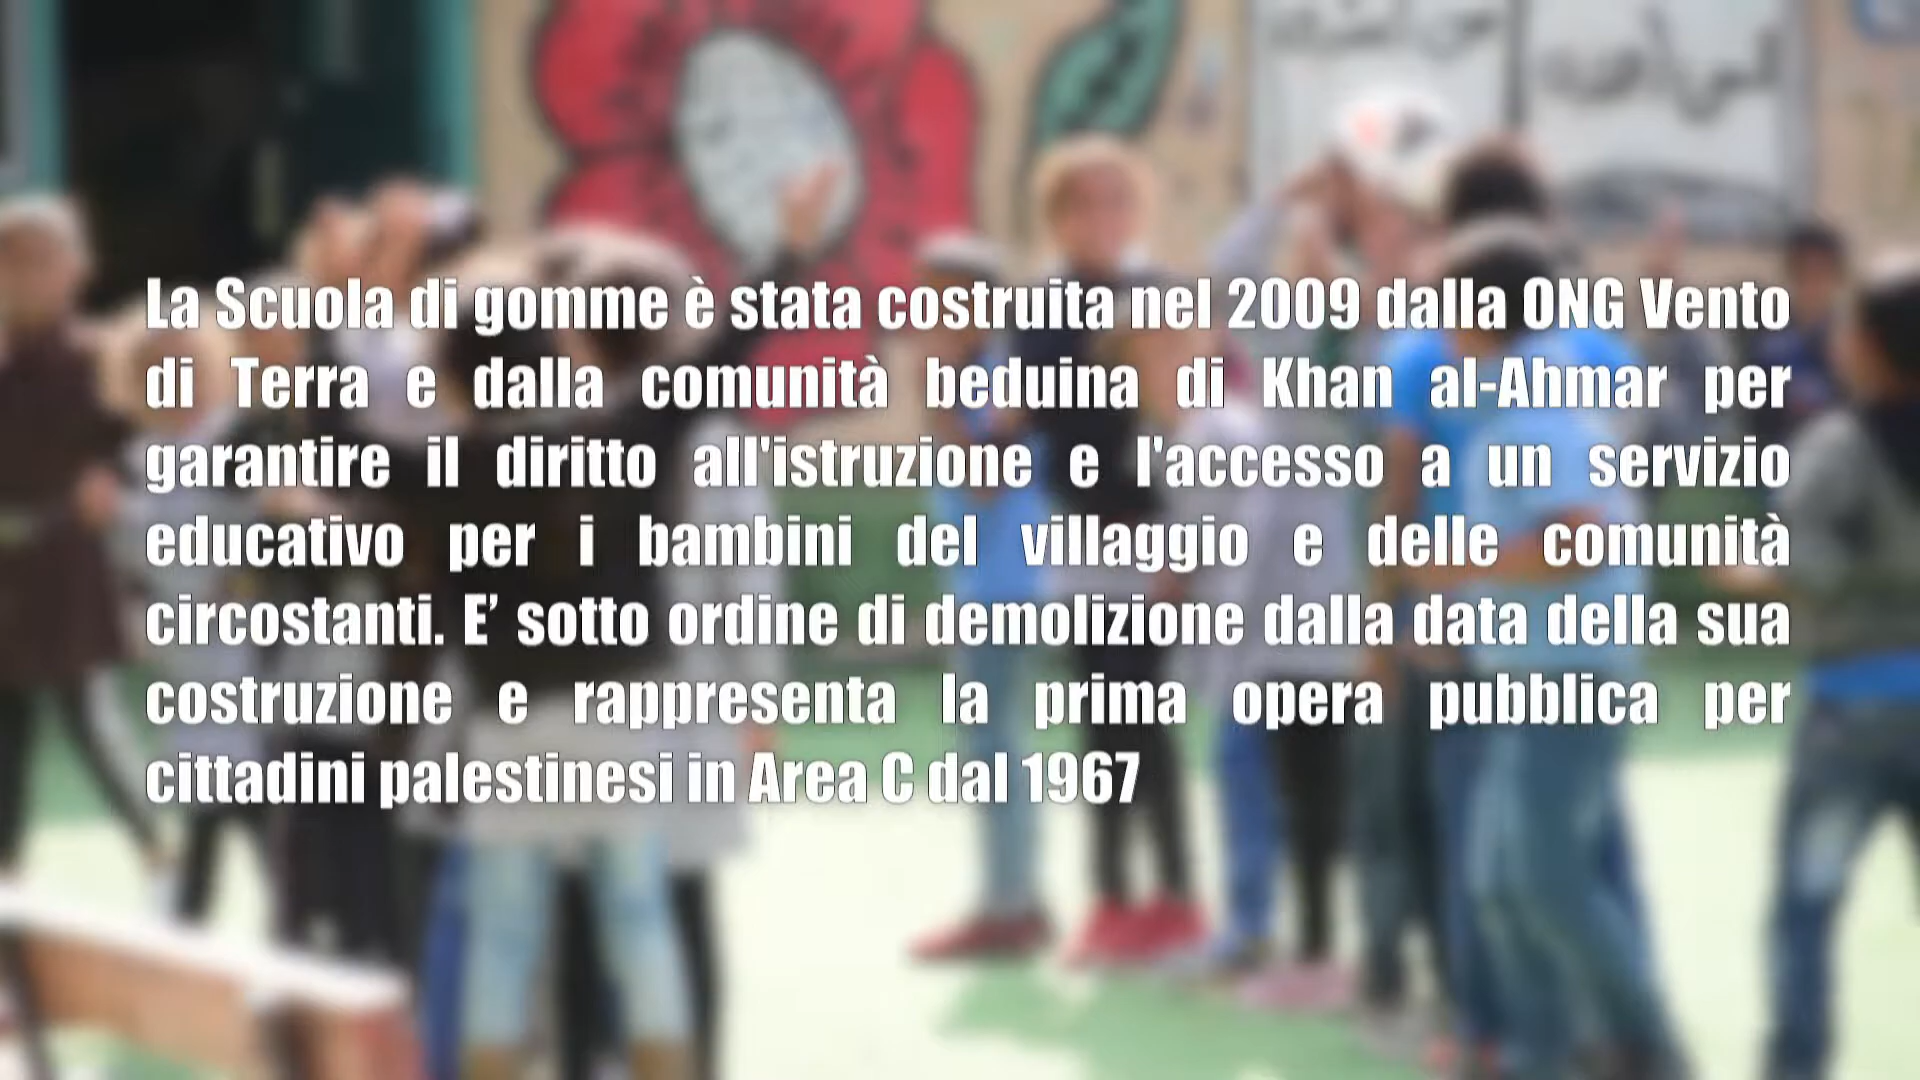 La Scuola di gomme è stata costruita nel 2009 dalla ONG Vento
di Terra e dalla comunità beduina di Khan al-Ahmar per
garantire il diritto all'istruzione e l'accesso a un servizio
educativo per i bambini del villaggio e delle comunità
circostanti. E’ sotto ordine di demolizione dalla data della sua
costruzione e rappresenta la prima opera pubblica per
cittadini palestinesi in Area C dal 1967